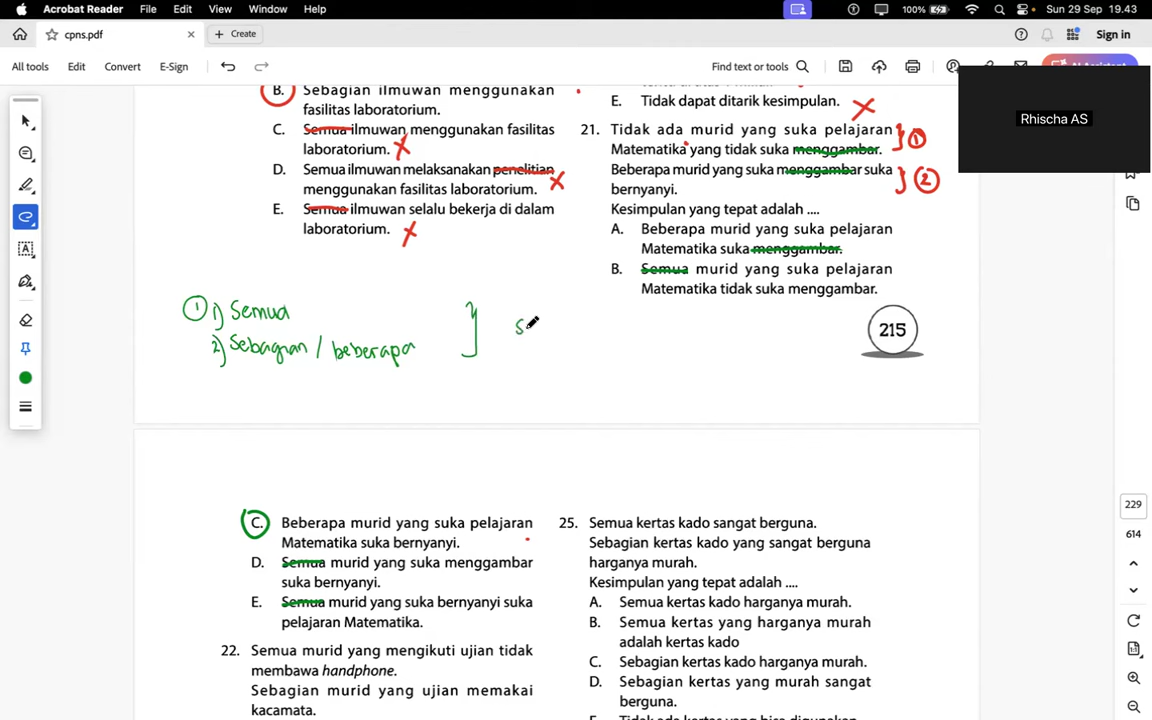 Acrobat Reader File Edit View Window Help 100% Sun 29 Sep 19.43
cpns.pdf × + Create Sign in
All tools Edit Convert E-Sign Find text or tools
Rhischa AS
B. Sebagian ilmuwan menggunakan
fasilitas laboratorium.
C. Semua ilmuwan menggunakan fasilitas
laboratorium.
D. Semua ilmuwan melaksanakan penelitian
menggunakan fasilitas laboratorium.
E. Semua ilmuwan selalu bekerja di dalam
laboratorium.
① 1) Semua
2) Sebagian / beberapa
S
E. Tidak dapat ditarik kesimpulan.
21. Tidak ada murid yang suka pelajaran
Matematika yang tidak suka menggambar.
①
Beberapa murid yang suka menggambar suka
bernyanyi.
②
Kesimpulan yang tepat adalah ....
A. Beberapa murid yang suka pelajaran
Matematika suka menggambar.
B. Semua murid yang suka pelajaran
Matematika tidak suka menggambar.
215
C. Beberapa murid yang suka pelajaran
Matematika suka bernyanyi.
D. Semua murid yang suka menggambar
suka bernyanyi.
E. Semua murid yang suka bernyanyi suka
pelajaran Matematika.
22. Semua murid yang mengikuti ujian tidak
membawa handphone.
Sebagian murid yang ujian memakai
kacamata.
25. Semua kertas kado sangat berguna.
Sebagian kertas kado yang sangat berguna
harganya murah.
Kesimpulan yang tepat adalah ....
A. Semua kertas kado harganya murah.
B. Semua kertas yang harganya murah
adalah kertas kado
C. Sebagian kertas kado harganya murah.
D. Sebagian kertas yang murah sangat
berguna.
229
614